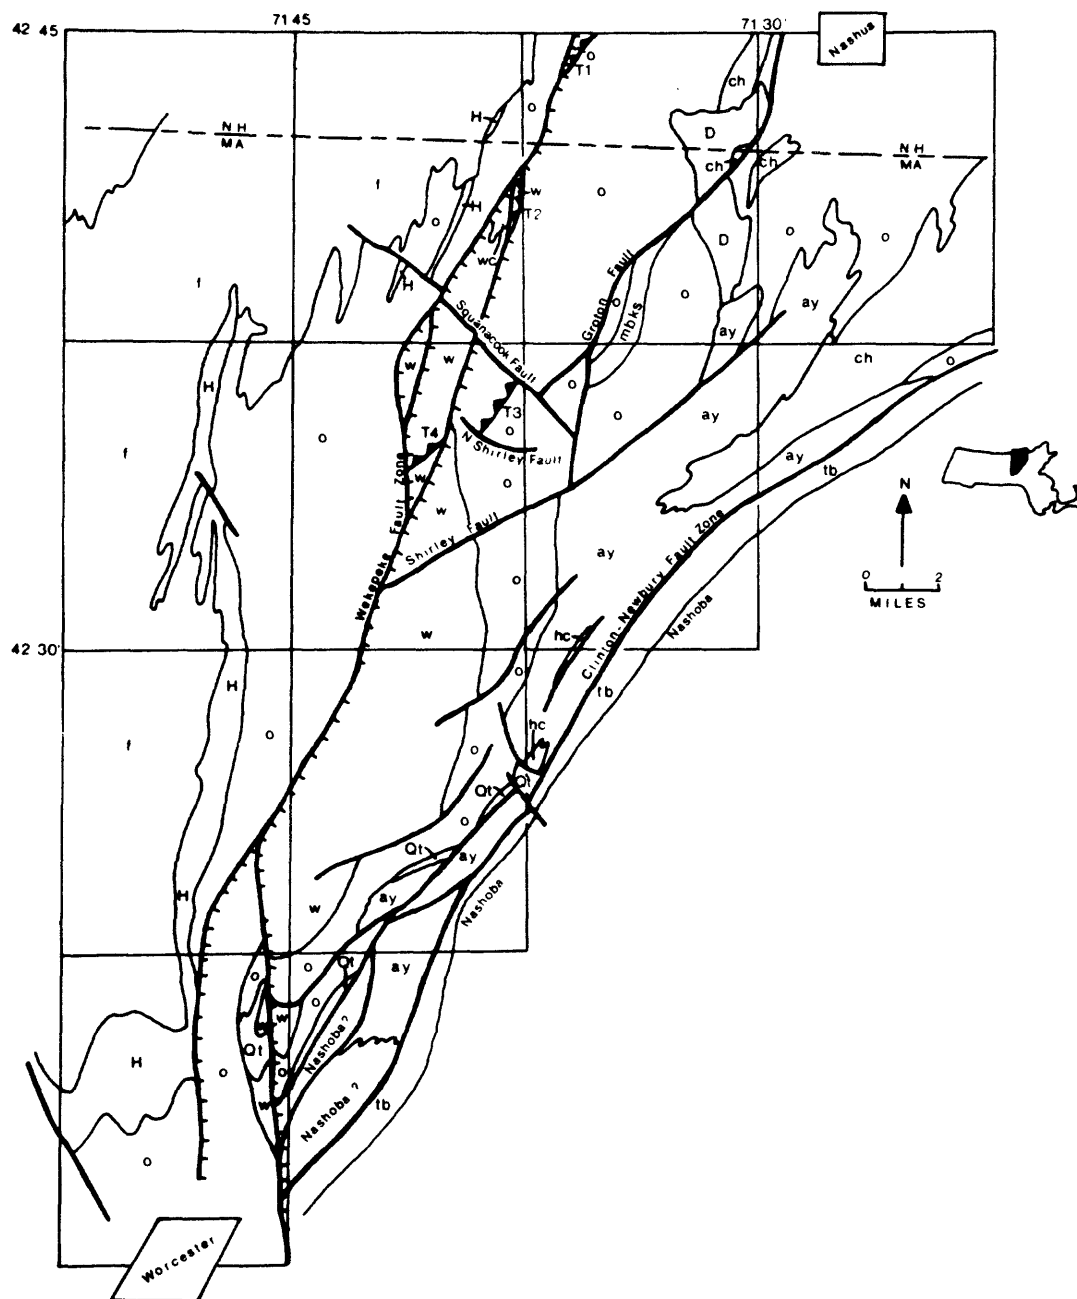 42 45'
71 45
71 30'
Nashua
T1
o
ch
H
o
D
NH
MA
NH
MA
ch
ch
f
w
o
H
T2
o
D
o
o
wc
f
H
Groton Fault
Squanacook Fault
o
mbks
o
ay
ay
ch
o
w
w
H
o
T3
o
o
ay
f
o
T4
N Shirley Fault
ay
tb
w
o
w
N
Wekepeke Fault Zone
Shirley Fault
Clinton-Newbury Fault Zone
ay
o
0 2
MILES
Nashoba
42 30'
w
hc
o
H
tb
f
o
hc
o
Qt
Qt
o
Qt
ay
H
ay
w
Nashoba
o
Qt
ay
o
o
w
w
Qt
Nashoba?
H
o
o
w
Nashoba ?
tb
o
Worcester